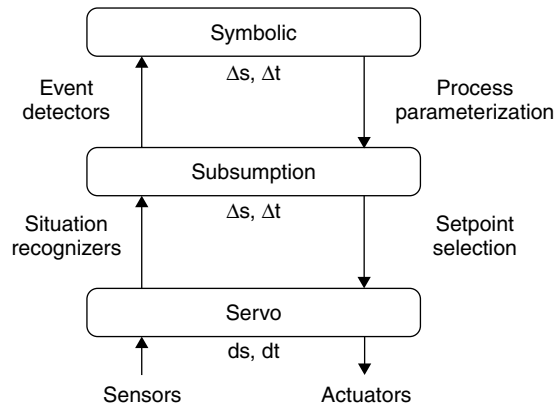 Symbolic
Δs, Δt
Event
detectors
Process
parameterization
Subsumption
Δs, Δt
Situation
recognizers
Setpoint
selection
Servo
ds, dt
Sensors
Actuators